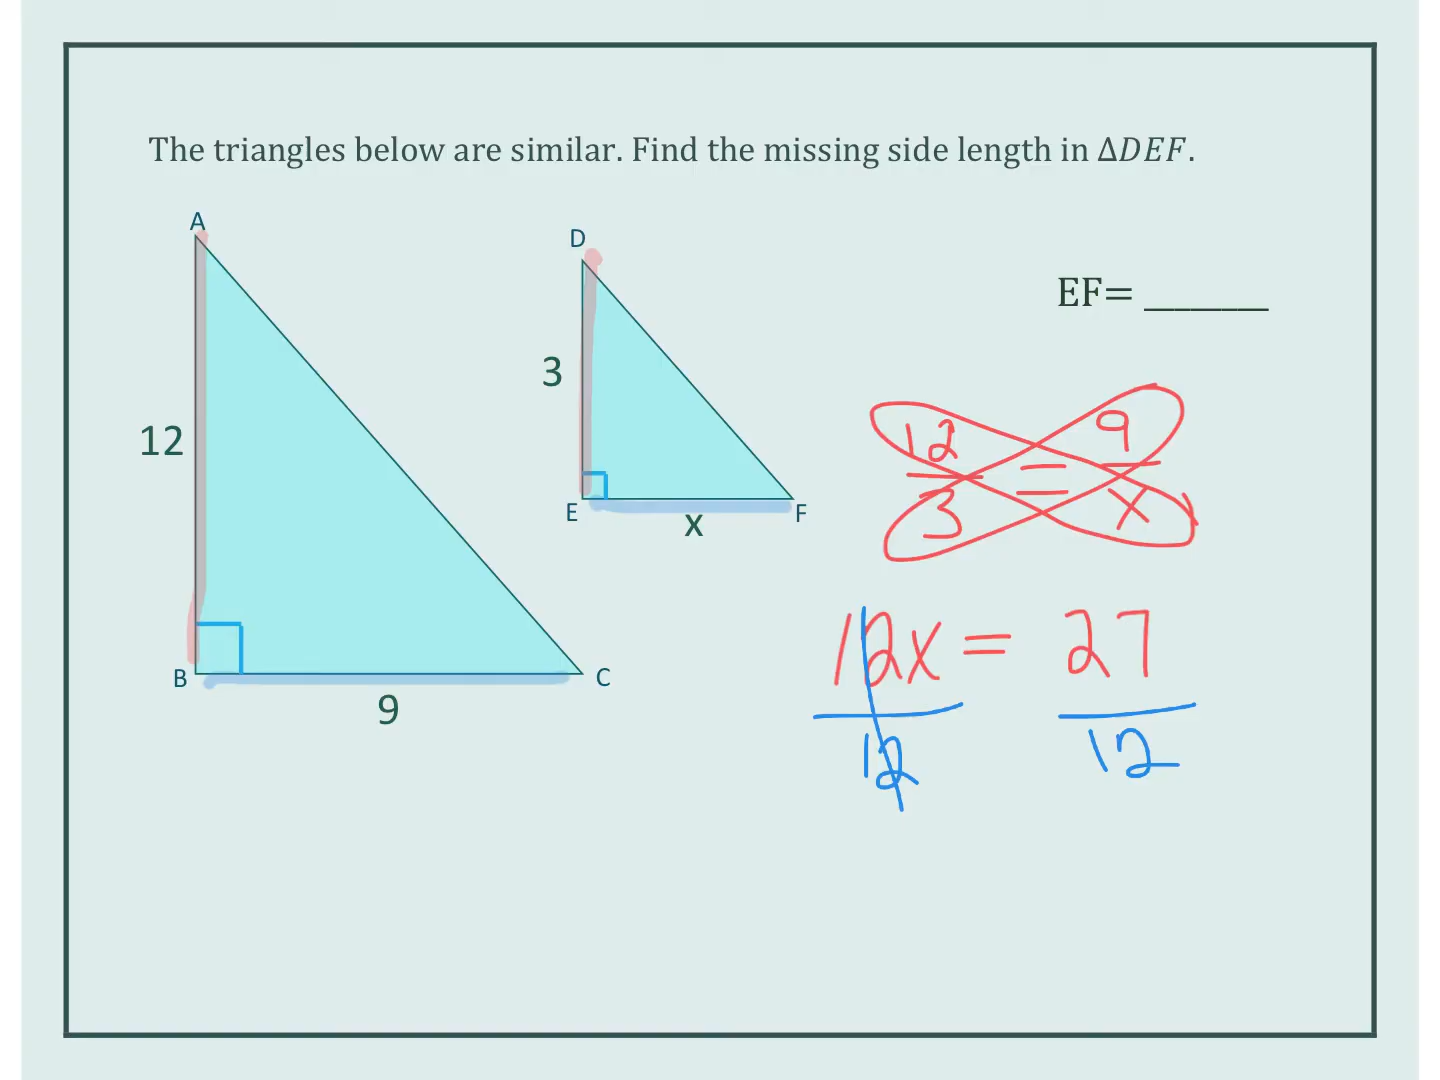 The triangles below are similar. Find the missing side length in ΔDEF.
A
D
EF= _______
3
12
12/3 = 9/x
E
x
F
12x = 27
12 12
B
C
9